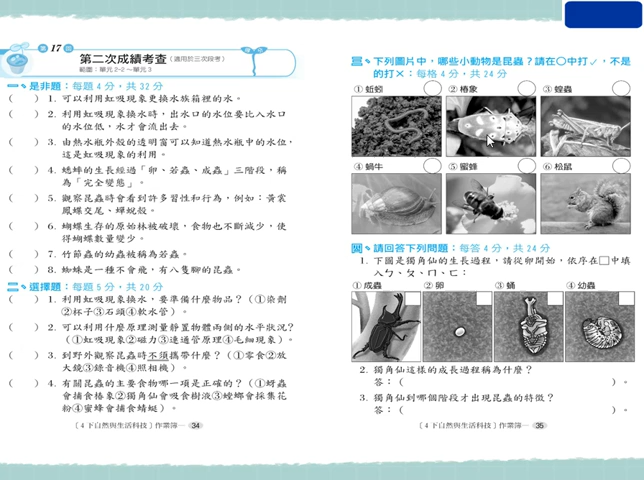 第 17 回
第二次成績考查（適用於三次段考）
範圍：單元2-2～單元3
一、是非題：每題 4 分，共 32 分
（　）1. 可以利用虹吸現象更換水族箱裡的水。
（　）2. 利用虹吸現象換水時，出水口的水位要比入水口
的水位低，水才會流出去。
（　）3. 由熱水瓶外殼的透明窗可以知道熱水瓶中的水位，
這是虹吸現象的利用。
（　）4. 蟋蟀的生長經過「卵、若蟲、成蟲」三階段，稱
為「完全變態」。
（　）5. 觀察昆蟲時會看到許多習性和行為，例如：黃裳
鳳蝶交尾、蟬蛻殼。
（　）6. 蝴蝶生存的原始林被破壞，食物也不斷減少，使
得蝴蝶數量變少。
（　）7. 竹節蟲的幼蟲被稱為若蟲。
（　）8. 蜘蛛是一種不會飛，有八隻腳的昆蟲。
二、選擇題：每題 5 分，共 20 分
（　）1. 利用虹吸現象換水，要準備什麼物品？（①染劑
②杯子③石頭④軟水管）
（　）2. 可以利用什麼原理測量靜置物體兩側的水平狀況？
（①虹吸現象②磁力③連通管原理④毛細現象）。
（　）3. 到野外觀察昆蟲時不須攜帶什麼？（①零食②放
大鏡③錄音機④照相機）。
（　）4. 有關昆蟲的主要食物哪一項是正確的？（①蚜蟲
會捕食椿象②獨角仙會吸食樹液③螳螂會採集花
粉④蜜蜂會捕食蜻蜓）。
〔4 下自然與生活科技〕作業簿－ 34
三、下列圖片中，哪些小動物是昆蟲？請在○中打✓，不是
的打×：每格 4 分，共 24 分
①蚯蚓 ②椿象 ③蝗蟲
④蝸牛 ⑤蜜蜂 ⑥松鼠
四、請回答下列問題：每答 4 分，共 24 分
1. 下圖是獨角仙的生長過程，請從卵開始，依序在□中填
入ㄅ、ㄆ、ㄇ、ㄈ：
①成蟲 ②卵 ③蛹 ④幼蟲
2. 獨角仙這樣的成長過程稱為什麼？
答：（　　）。
3. 獨角仙到哪個階段才出現昆蟲的特徵？
答：（　　）。
〔4 下自然與生活科技〕作業簿－ 35